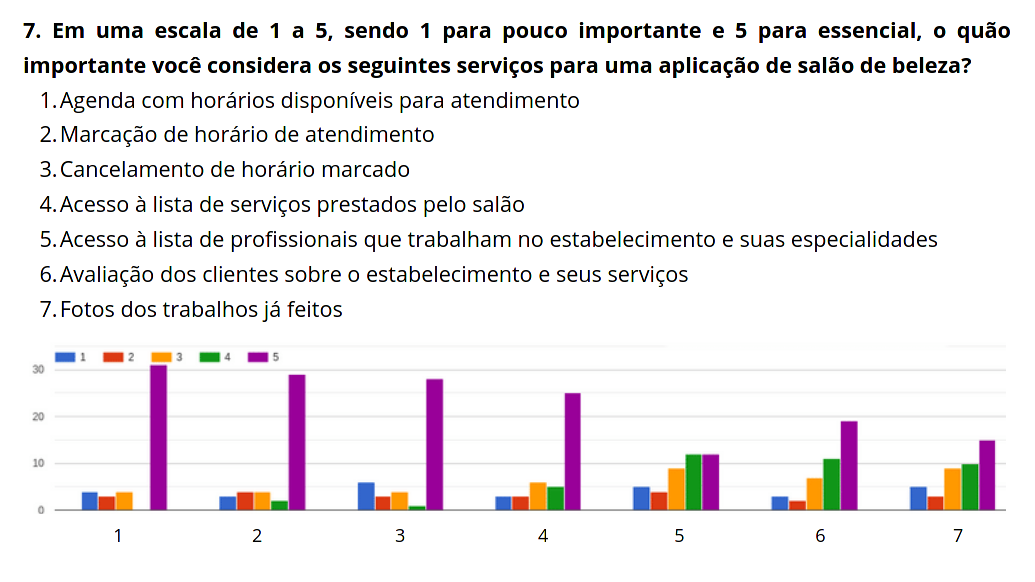 7. Em uma escala de 1 a 5, sendo 1 para pouco importante e 5 para essencial, o quão
importante você considera os seguintes serviços para uma aplicação de salão de beleza?
1. Agenda com horários disponíveis para atendimento
2. Marcação de horário de atendimento
3. Cancelamento de horário marcado
4. Acesso à lista de serviços prestados pelo salão
5. Acesso à lista de profissionais que trabalham no estabelecimento e suas especialidades
6. Avaliação dos clientes sobre o estabelecimento e seus serviços
7. Fotos dos trabalhos já feitos
1 2 3 4 5
30
20
10
0
1 2 3 4 5 6 7